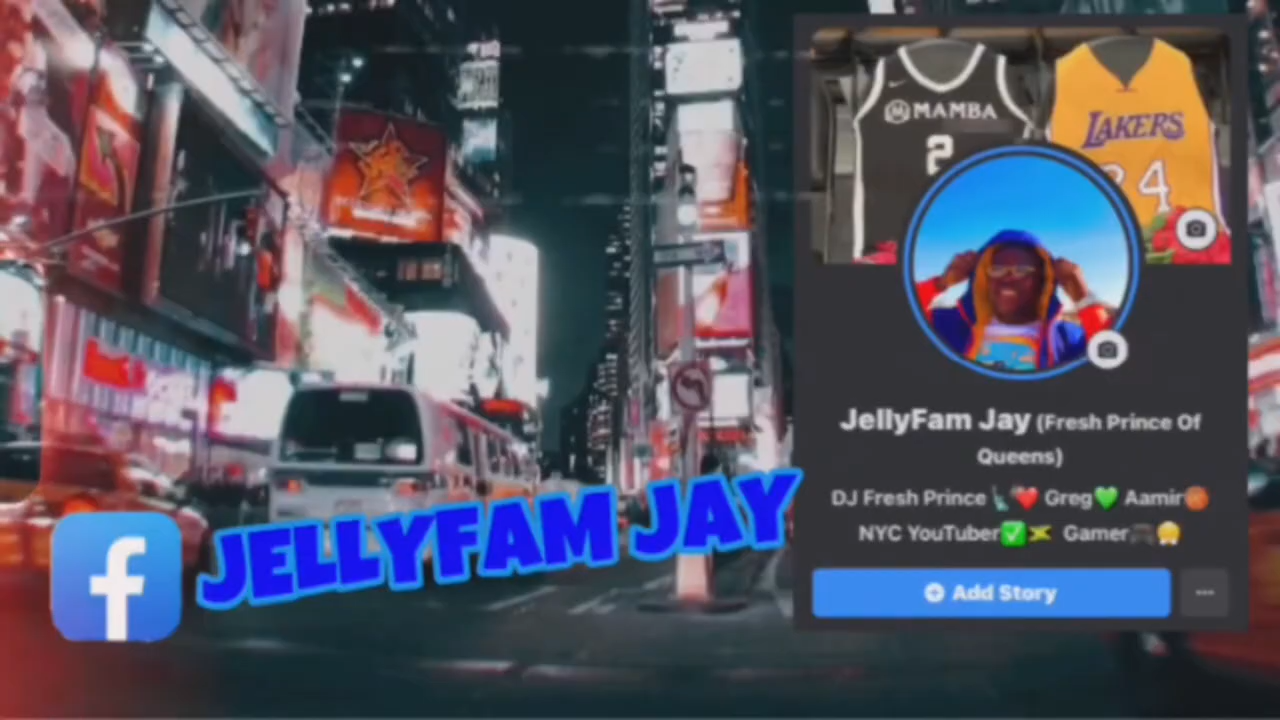 MAMBA
2
LAKERS
24
JellyFam Jay (Fresh Prince Of
Queens)
DJ Fresh Prince 🗽❤️ Greg💚 Aamir🏀
NYC YouTuber✅🇯🇲 Gamer🎮
Add Story
f JELLYFAM JAY